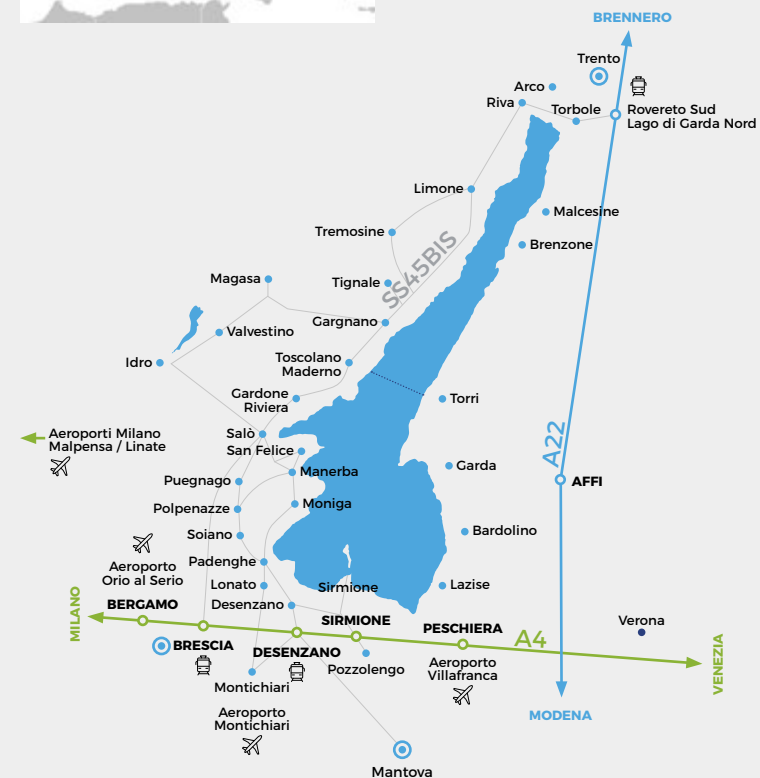 BRENNERO
Trento
Arco
Riva
Torbole
Rovereto Sud
Lago di Garda Nord
Limone
Malcesine
Tremosine
Brenzone
SS45BIS
Magasa
Tignale
Gargnano
Valvestino
Idro
Toscolano
Maderno
Gardone
Riviera
Torri
Salò
Aeroporti Milano
Malpensa / Linate
A22
San Felice
Garda
Manerba
Puegnago
AFFI
Moniga
Polpenazze
Soiano
Bardolino
Aeroporto
Orio al Serio
Padenghe
Lonato
Sirmione
Lazise
MILANO
BERGAMO
Desenzano
SIRMIONE
PESCHIERA
A4
Verona
BRESCIA
DESENZANO
Pozzolengo
Aeroporto
Villafranca
VENEZIA
Montichiari
Aeroporto
Montichiari
MODENA
Mantova